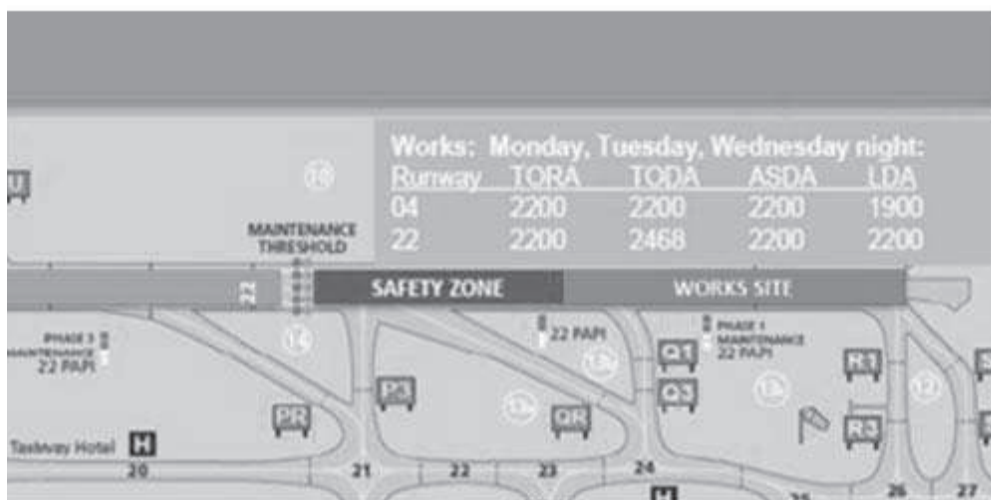 Works: Monday, Tuesday, Wednesday night:
Runway TORA TODA ASDA LDA
04 2200 2200 2200 1900
22 2200 2468 2200 2200
U
10
MAINTENANCE
THRESHOLD
22
SAFETY ZONE
WORKS SITE
PHASE 3
MAINTENANCE
22 PAPI
14
22 PAPI
PHASE 1
MAINTENANCE
22 PAPI
Q1
Q3
R1
R3
P3
PR
QR
12
Taxiway Hotel H
20
21
22
23
24
25
26
27
H